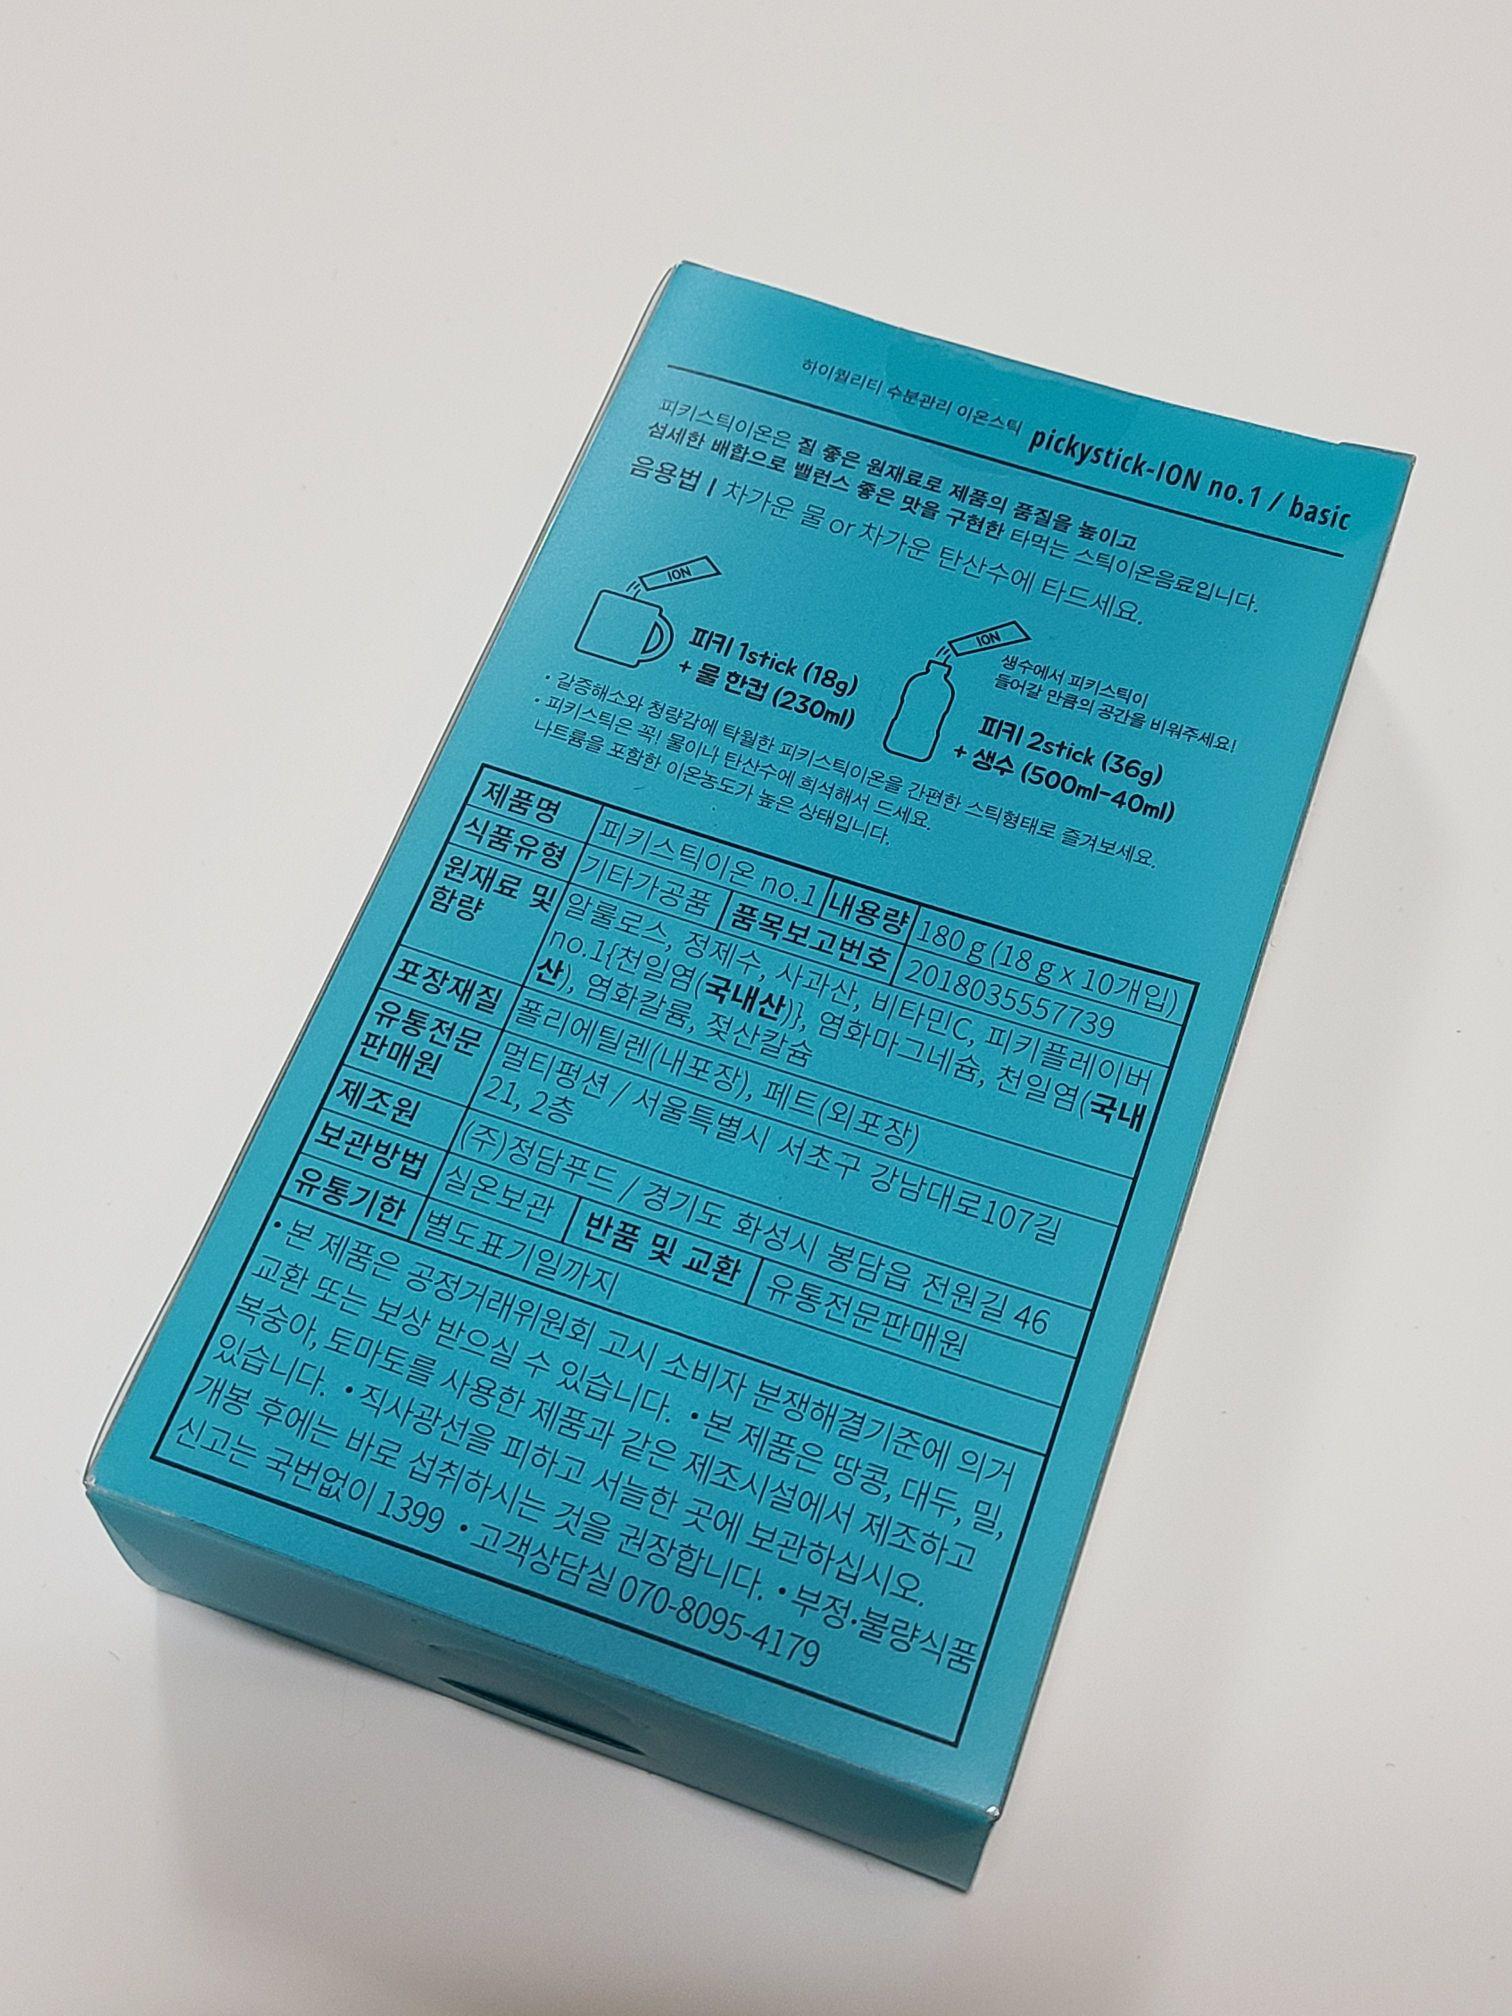 하이퀄리티 수분관리 이온스틱 pickystick-ION no.1 / basic
피키스틱이온은 질 좋은 원재료로 제품의 품질을 높이고
섬세한 배합으로 밸런스 좋은 맛을 구현한 타먹는 스틱이온음료입니다.
음용법 | 차가운 물 or 차가운 탄산수에 타드세요.
ION
피키 1stick (18g)
+ 물 한컵 (230ml)
ION
생수에서 피키스틱이
들어갈 만큼의 공간을 비워주세요!
피키 2stick (36g)
+ 생수 (500ml-40ml)
• 갈증해소와 청량감에 탁월한 피키스틱이온을 간편한 스틱형태로 즐겨보세요.
• 피키스틱은 꼭! 물이나 탄산수에 희석해서 드세요.
나트륨을 포함한 이온농도가 높은 상태입니다.
제품명 피키스틱이온 no.1 내용량 180 g (18 g x 10개입)
식품유형 기타가공품 품목보고번호 2018035557739
원재료 및 알룰로스, 정제수, 사과산, 비타민C, 피키플레이버
함량 no.1{천일염(국내산)}, 염화마그네슘, 천일염(국내
산), 염화칼륨, 젖산칼슘
포장재질 폴리에틸렌(내포장), 페트(외포장)
유통전문 멀티펑션 / 서울특별시 서초구 강남대로107길
판매원 21, 2층
제조원 (주)정담푸드 / 경기도 화성시 봉담읍 전원길 46
보관방법 실온보관 반품 및 교환 유통전문판매원
유통기한 별도표기일까지
• 본 제품은 공정거래위원회 고시 소비자 분쟁해결기준에 의거
교환 또는 보상 받으실 수 있습니다. • 본 제품은 땅콩, 대두, 밀,
복숭아, 토마토를 사용한 제품과 같은 제조시설에서 제조하고
있습니다. • 직사광선을 피하고 서늘한 곳에 보관하십시오.
개봉 후에는 바로 섭취하시는 것을 권장합니다. • 부정·불량식품
신고는 국번없이 1399 • 고객상담실 070-8095-4179